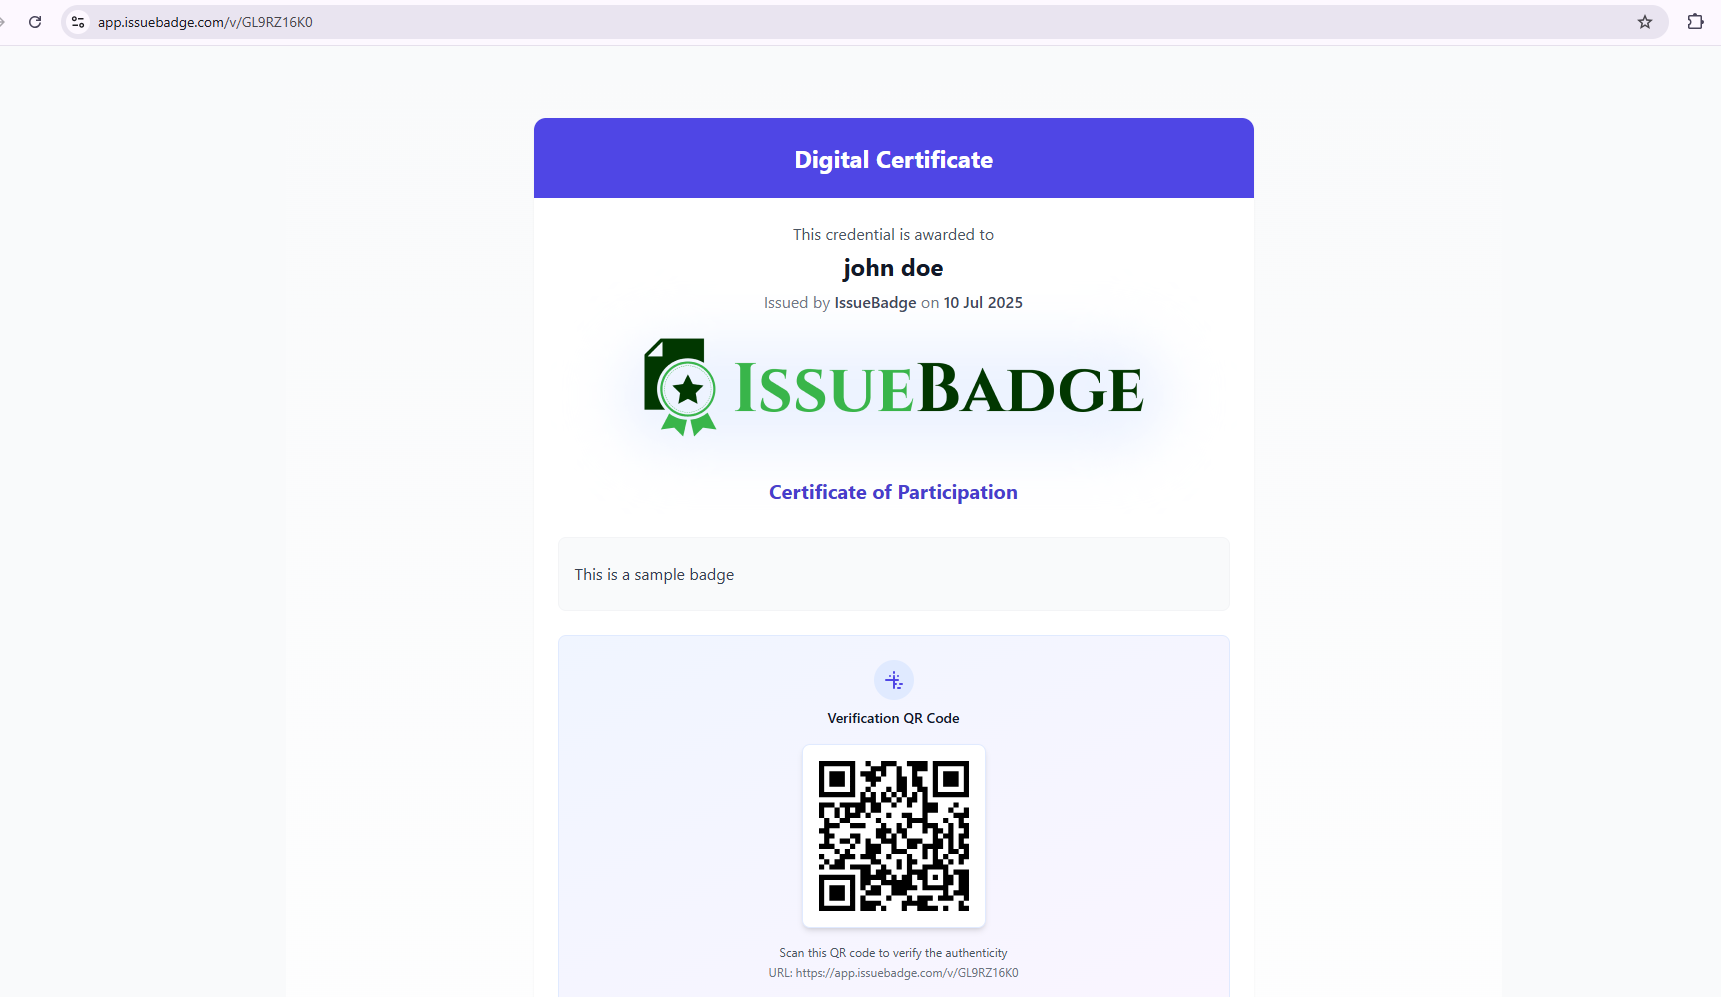 app.issuebadge.com/v/GL9RZ16K0
Digital Certificate
This credential is awarded to
john doe
Issued by IssueBadge on 10 Jul 2025
ISSUEBADGE
Certificate of Participation
This is a sample badge
Verification QR Code
Scan this QR code to verify the authenticity
URL: https://app.issuebadge.com/v/GL9RZ16K0